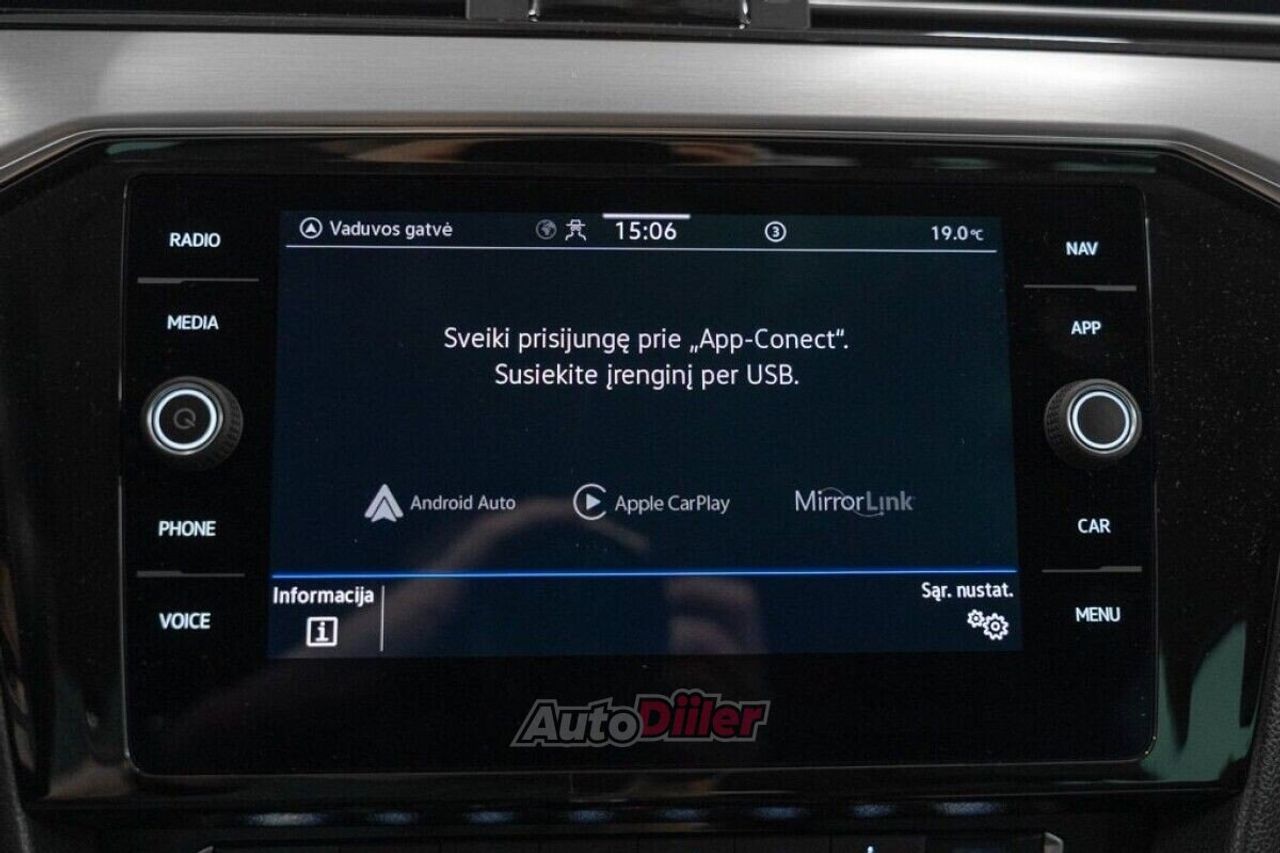 RADIO
MEDIA
PHONE
VOICE
Vaduvos gatvė
15:06
3
19.0°C
Sveiki prisijungę prie „App-Conect“.
Susiekite įrenginį per USB.
Android Auto
Apple CarPlay
MirrorLink
Informacija
i
Sąr. nustat.
NAV
APP
CAR
MENU
AutoDiiler